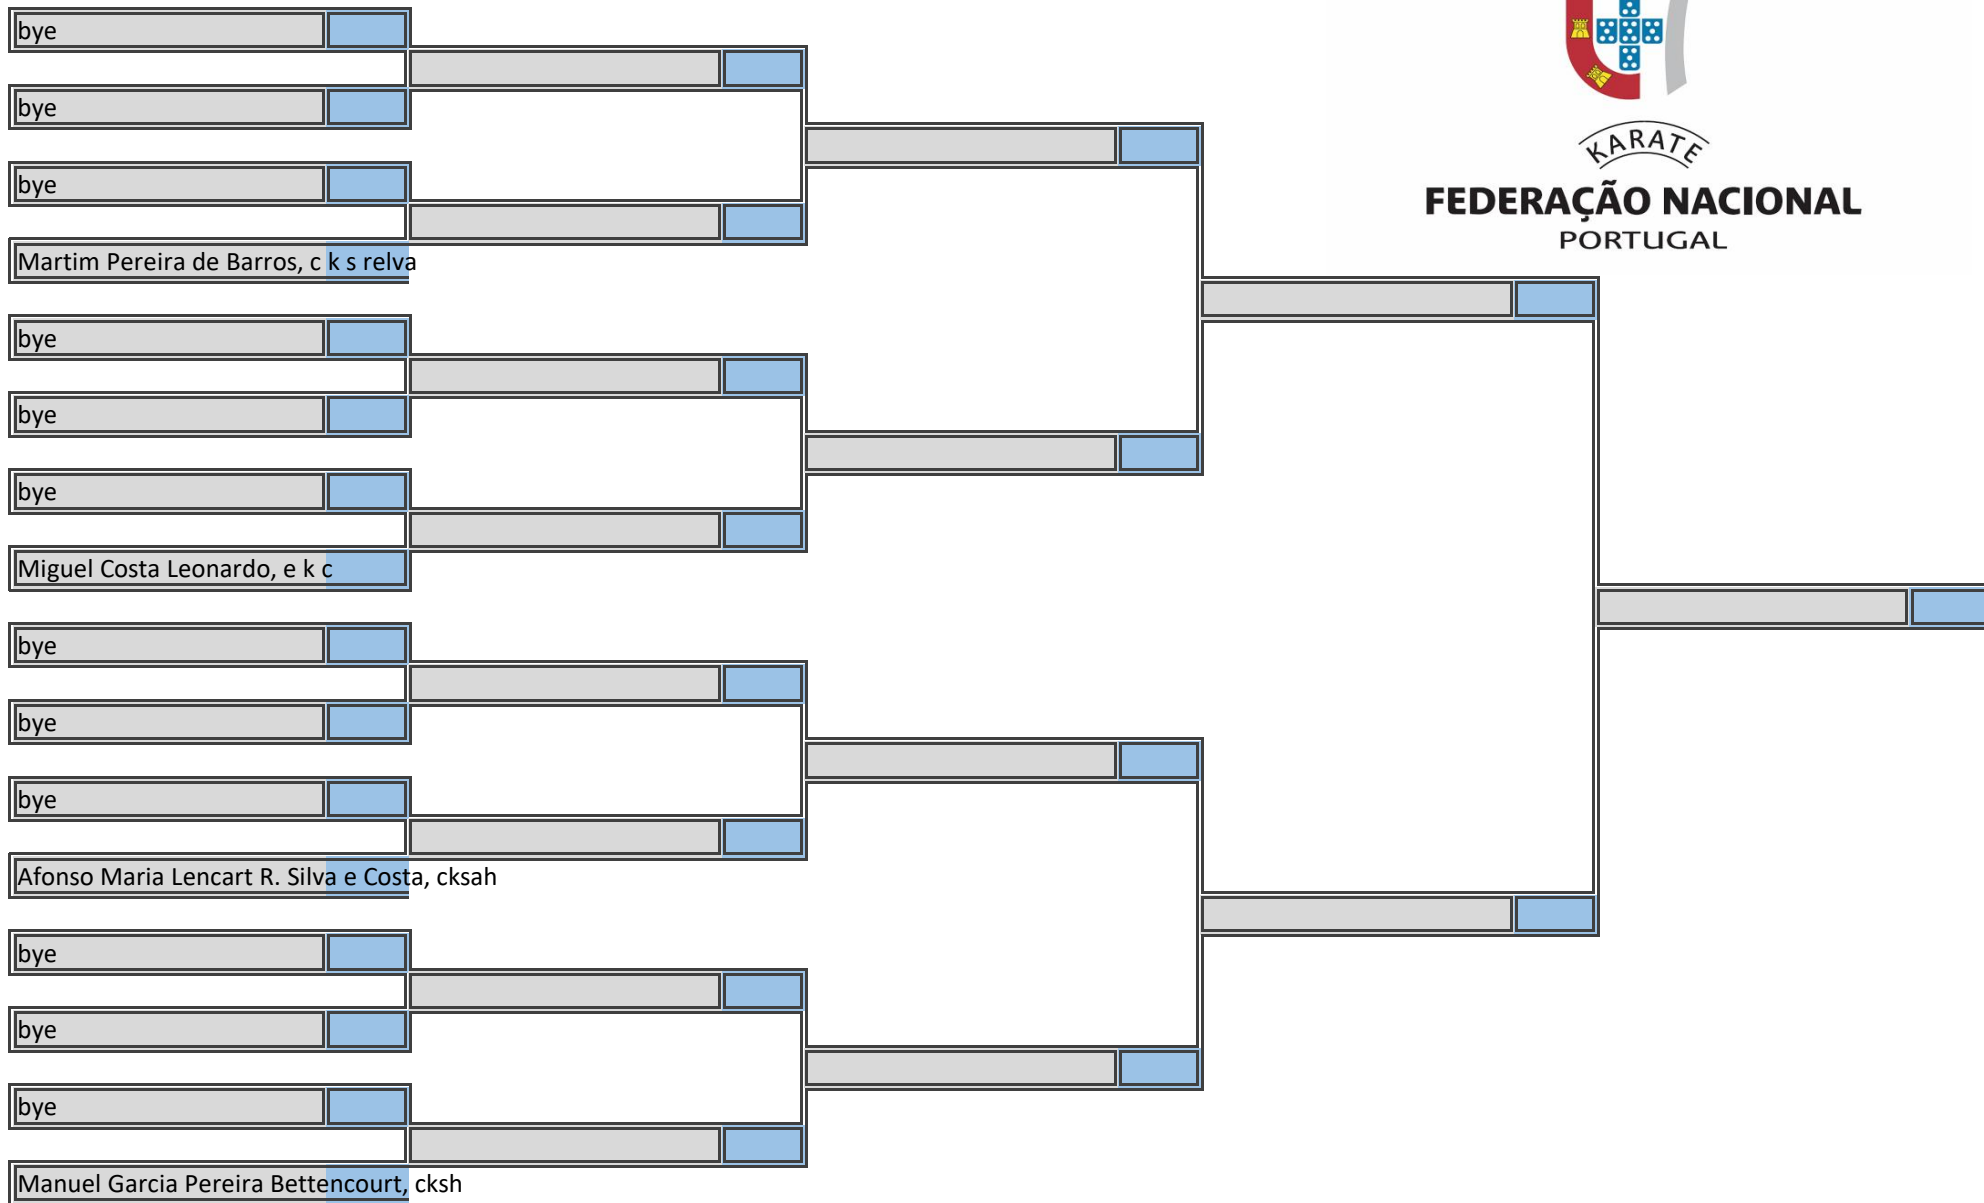 bye
bye
bye
Martim Pereira de Barros, c k s relva
bye
bye
bye
Miguel Costa Leonardo, e k c
bye
bye
bye
Afonso Maria Lencart R. Silva e Costa, cksah
bye
bye
bye
Manuel Garcia Pereira Bettencourt, cksh
KARATE
FEDERAÇÃO NACIONAL
PORTUGAL